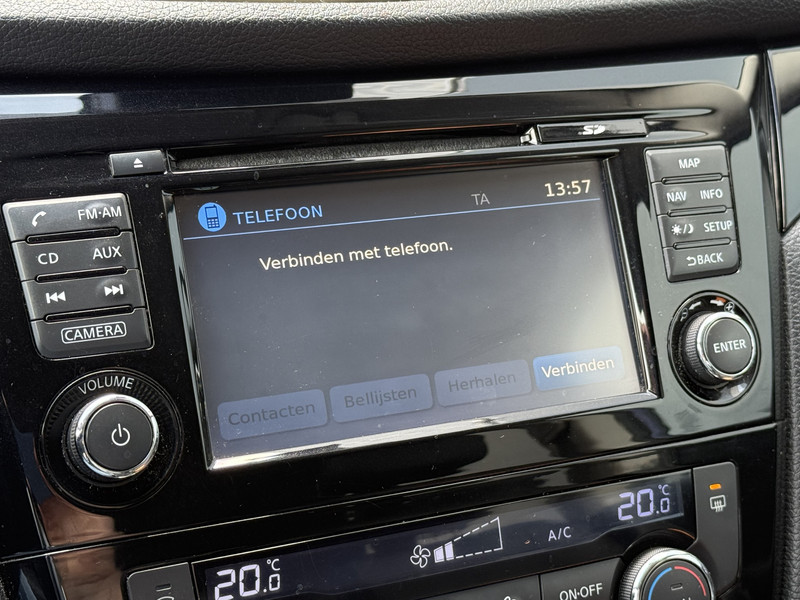 SD
FM·AM
CD AUX
CAMERA
VOLUME
TELEFOON TA 13:57
Verbinden met telefoon.
Contacten Bellijsten Herhalen Verbinden
MAP
NAV INFO
SETUP
BACK
ENTER
20.0 °C
A/C
20.0 °C
ON·OFF